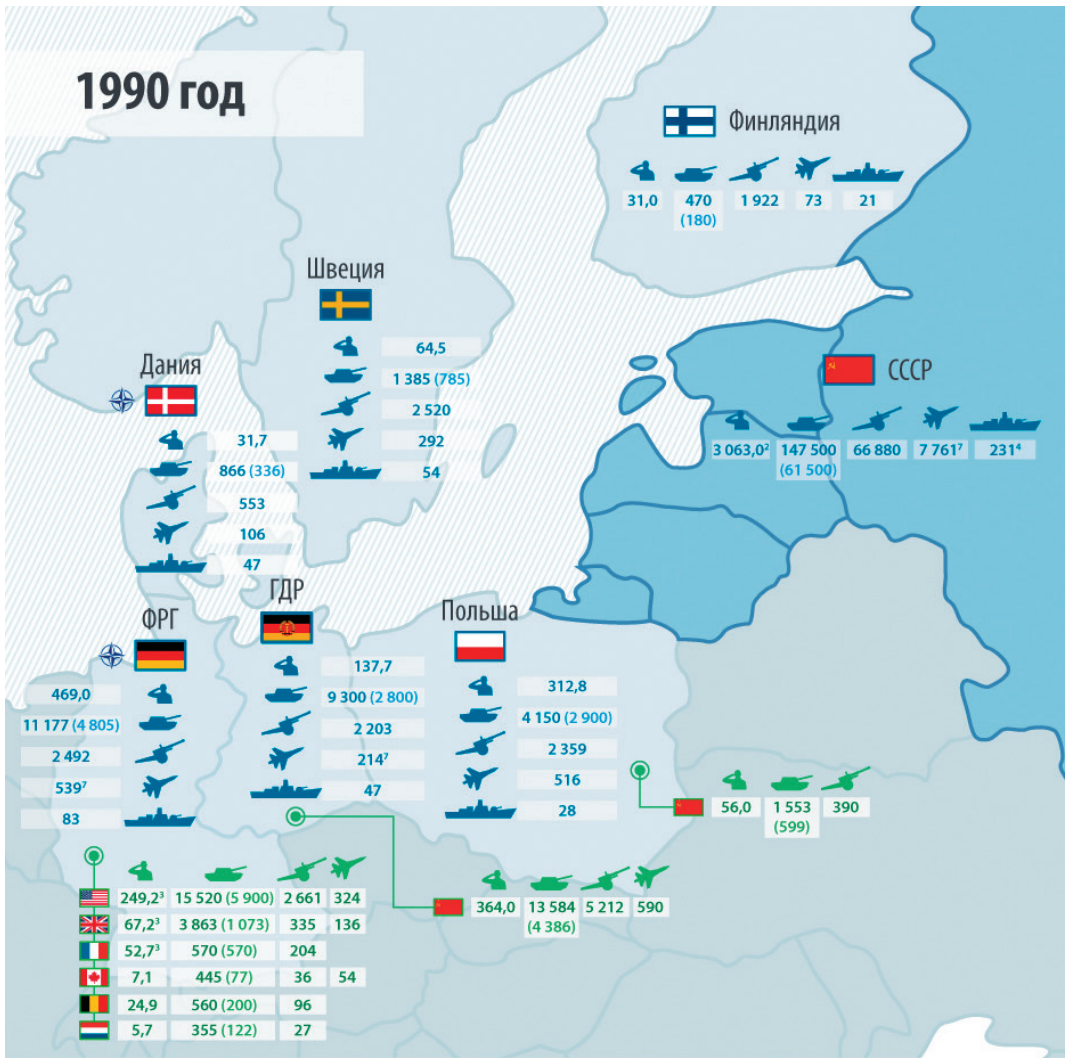 1990 год
Финляндия
31,0 470 1 922 73 21
(180)
Швеция
64,5
1 385 (785)
2 520
292
54
Дания
31,7
866 (336)
553
106
47
СССР
3 063,0² 147 500 66 880 7 761⁷ 231⁴
(61 500)
ФРГ
469,0
11 177 (4 805)
2 492
539⁷
83
ГДР
137,7
9 300 (2 800)
2 203
214⁷
47
Польша
312,8
4 150 (2 900)
2 359
516
28
56,0 1 553 390
(599)
249,2³ 15 520 (5 900) 2 661 324
67,2³ 3 863 (1 073) 335 136
52,7³ 570 (570) 204
7,1 445 (77) 36 54
24,9 560 (200) 96
5,7 355 (122) 27
364,0 13 584 5 212 590
(4 386)